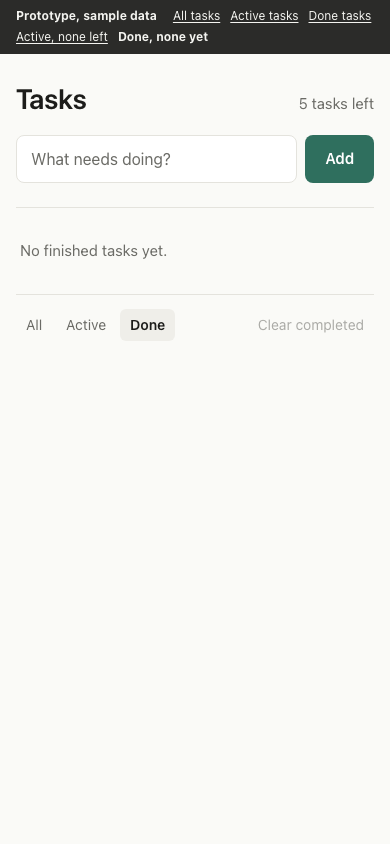 Prototype, sample data All tasks Active tasks Done tasks
Active, none left Done, none yet
Tasks 5 tasks left
What needs doing? Add
No finished tasks yet.
All Active Done Clear completed